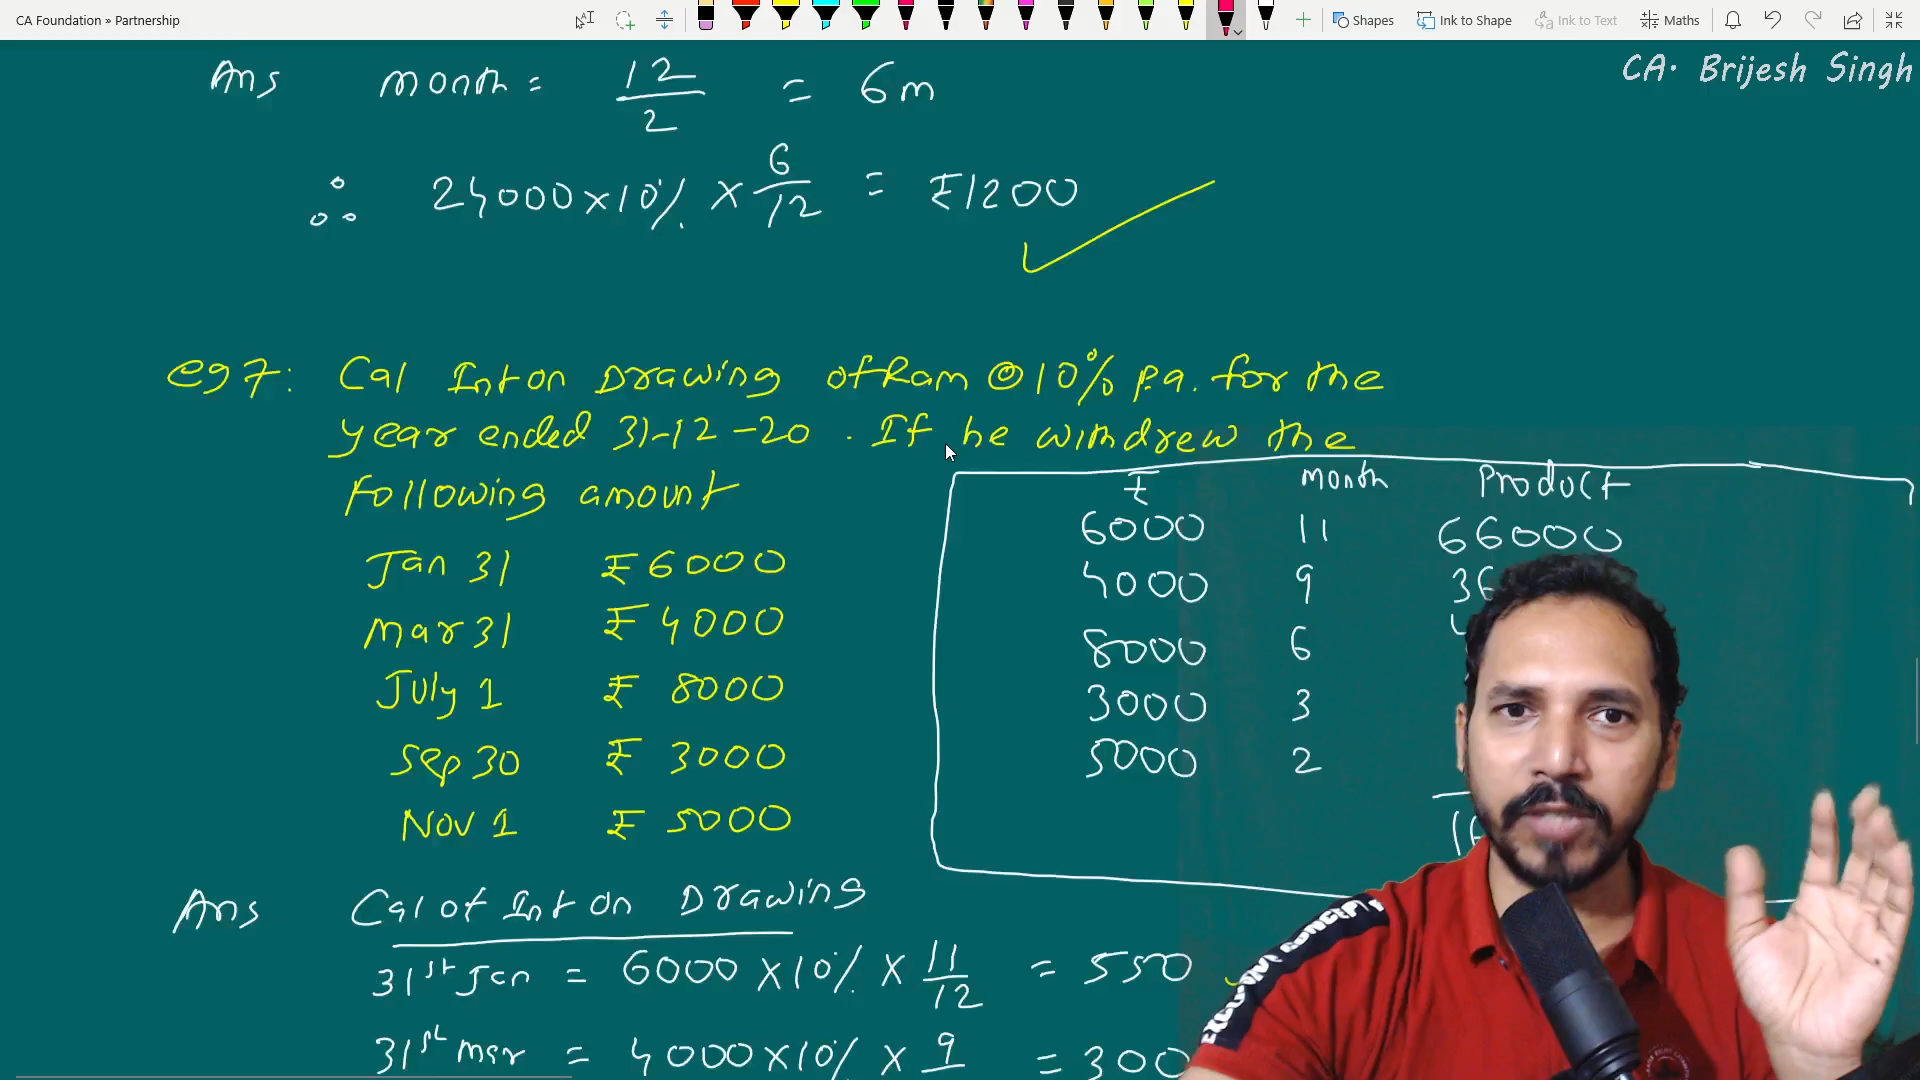 CA Foundation » Partnership
Shapes
Ink to Shape
Ink to Text
Maths
CA. Brijesh Singh
Ans month = 12/2 = 6m
∴ 24000 × 10% × 6/12 = ₹1200
eg 7: Cal Int on Drawing of Ram @ 10% p.a. for the
year ended 31-12-20. If he withdrew the
following amount
Jan 31 ₹ 6000
Mar 31 ₹ 4000
July 1 ₹ 8000
Sep 30 ₹ 3000
Nov 1 ₹ 5000
₹ month Product
6000 11 66000
4000 9 36
8000 6
3000 3
5000 2
Ans Cal of Int on Drawing
31st Jan = 6000 × 10% × 11/12 = 550
31st Mar = 4000 × 10% × 9 = 300